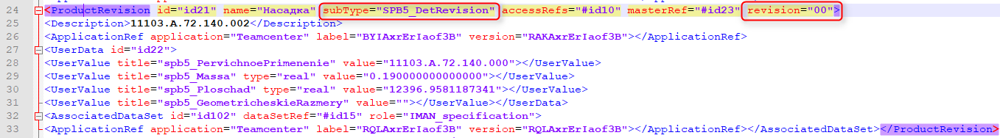 24 <ProductRevision id="id21" name="Насадка" subType="SPB5_DetRevision" accessRefs="#id10" masterRef="#id23" revision="00">
25 <Description>11103.A.72.140.002</Description>
26 <ApplicationRef application="Teamcenter" label="BYIAxrErIaof3B" version="RAKAxrErIaof3B"></ApplicationRef>
27 <UserData id="id22">
28 <UserValue title="spb5_PervichnoePrimenenie" value="11103.A.72.140.000"></UserValue>
29 <UserValue title="spb5_Massa" type="real" value="0.190000000000000"></UserValue>
30 <UserValue title="spb5_Ploschad" type="real" value="12396.9581187341"></UserValue>
31 <UserValue title="spb5_GeometricheskieRazmery" value=""></UserValue></UserData>
32 <AssociatedDataSet id="id102" dataSetRef="#id15" role="IMAN_specification">
33 <ApplicationRef application="Teamcenter" label="RQLAxrErIaof3B" version="RQLAxrErIaof3B"></ApplicationRef></AssociatedDataSet></ProductRevision>